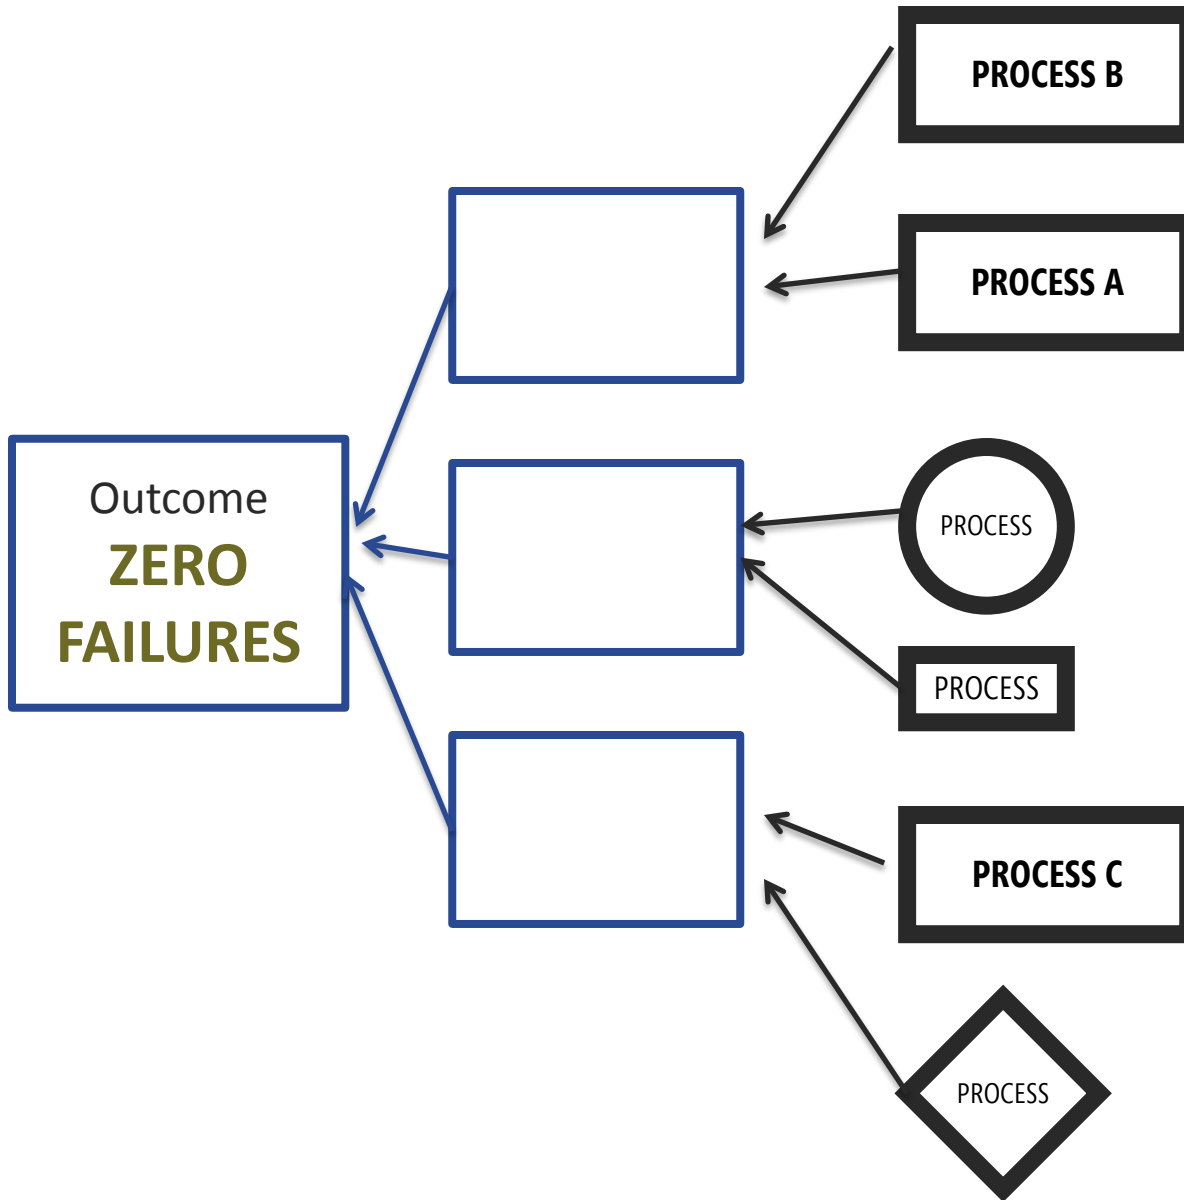 PROCESS B
PROCESS A
Outcome
ZERO
FAILURES
PROCESS
PROCESS
PROCESS C
PROCESS